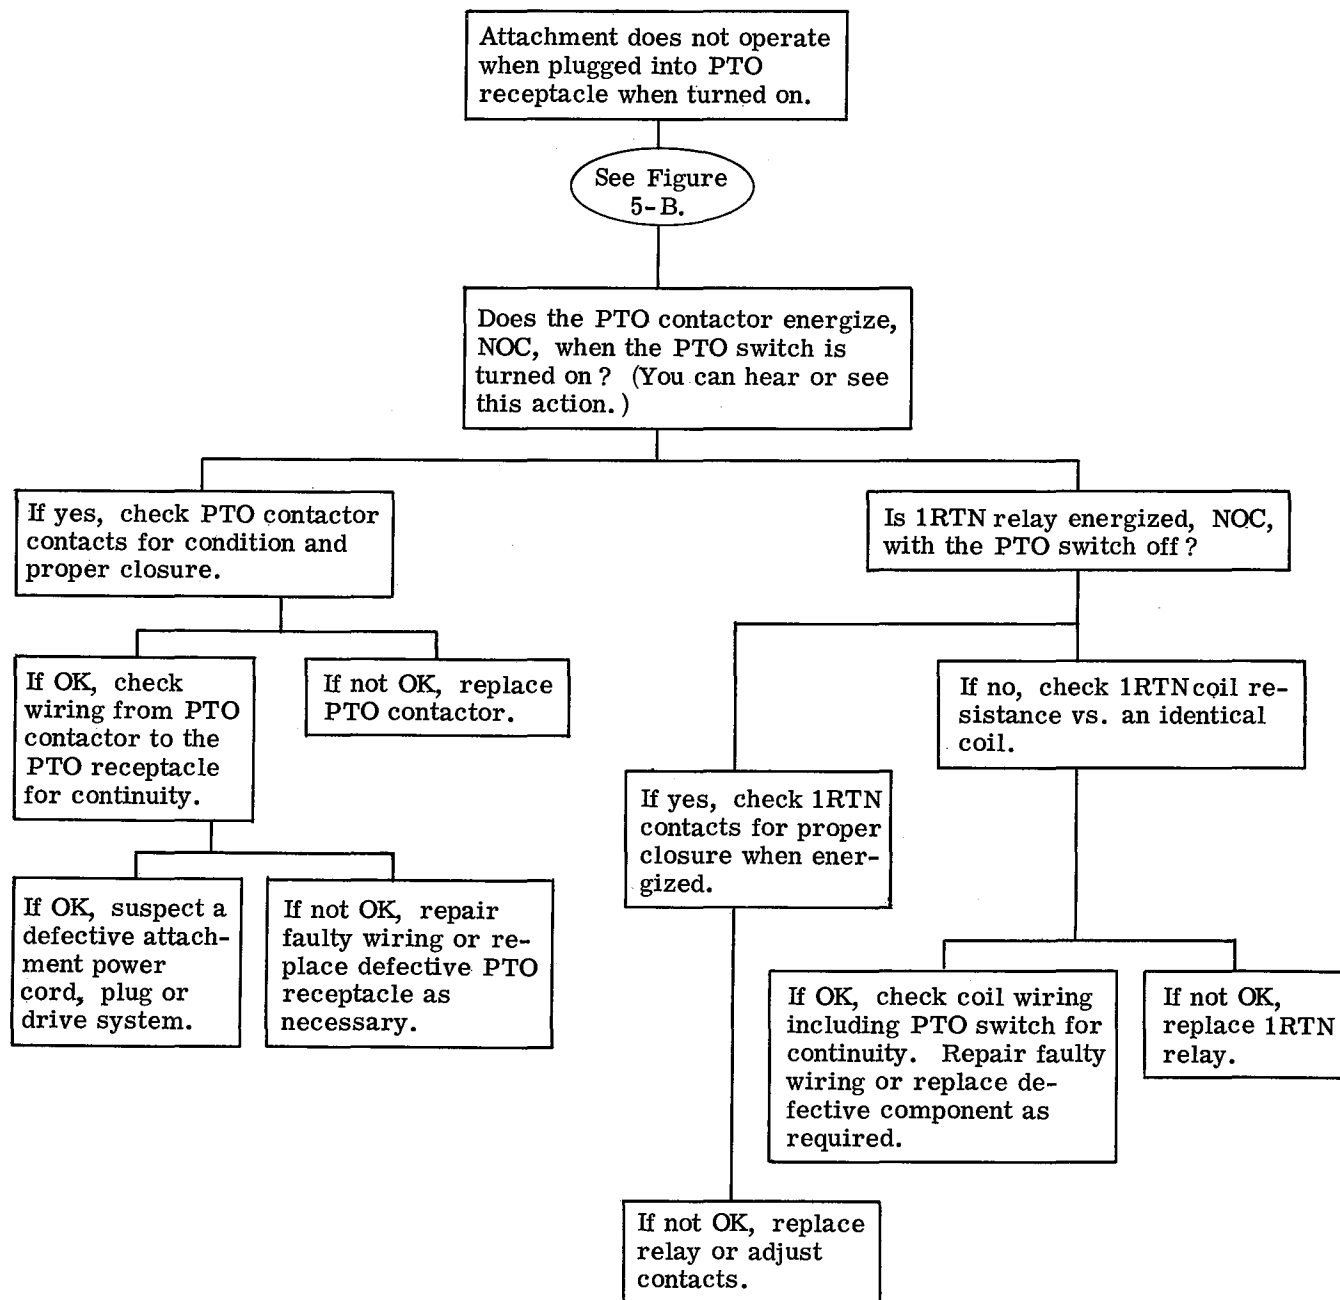 Attachment does not operate
when plugged into PTO
receptacle when turned on.
See Figure
5-B.
Does the PTO contactor energize,
NOC, when the PTO switch is
turned on? (You can hear or see
this action.)
If yes, check PTO contactor
contacts for condition and
proper closure.
Is 1RTN relay energized, NOC,
with the PTO switch off?
If OK, check
wiring from PTO
contactor to the
PTO receptacle
for continuity.
If not OK, replace
PTO contactor.
If no, check 1RTN coil re-
sistance vs. an identical
coil.
If yes, check 1RTN
contacts for proper
closure when ener-
gized.
If OK, suspect a
defective attach-
ment power
cord, plug or
drive system.
If not OK, repair
faulty wiring or re-
place defective PTO
receptacle as
necessary.
If OK, check coil wiring
including PTO switch for
continuity. Repair faulty
wiring or replace de-
fective component as
required.
If not OK,
replace 1RTN
relay.
If not OK, replace
relay or adjust
contacts.